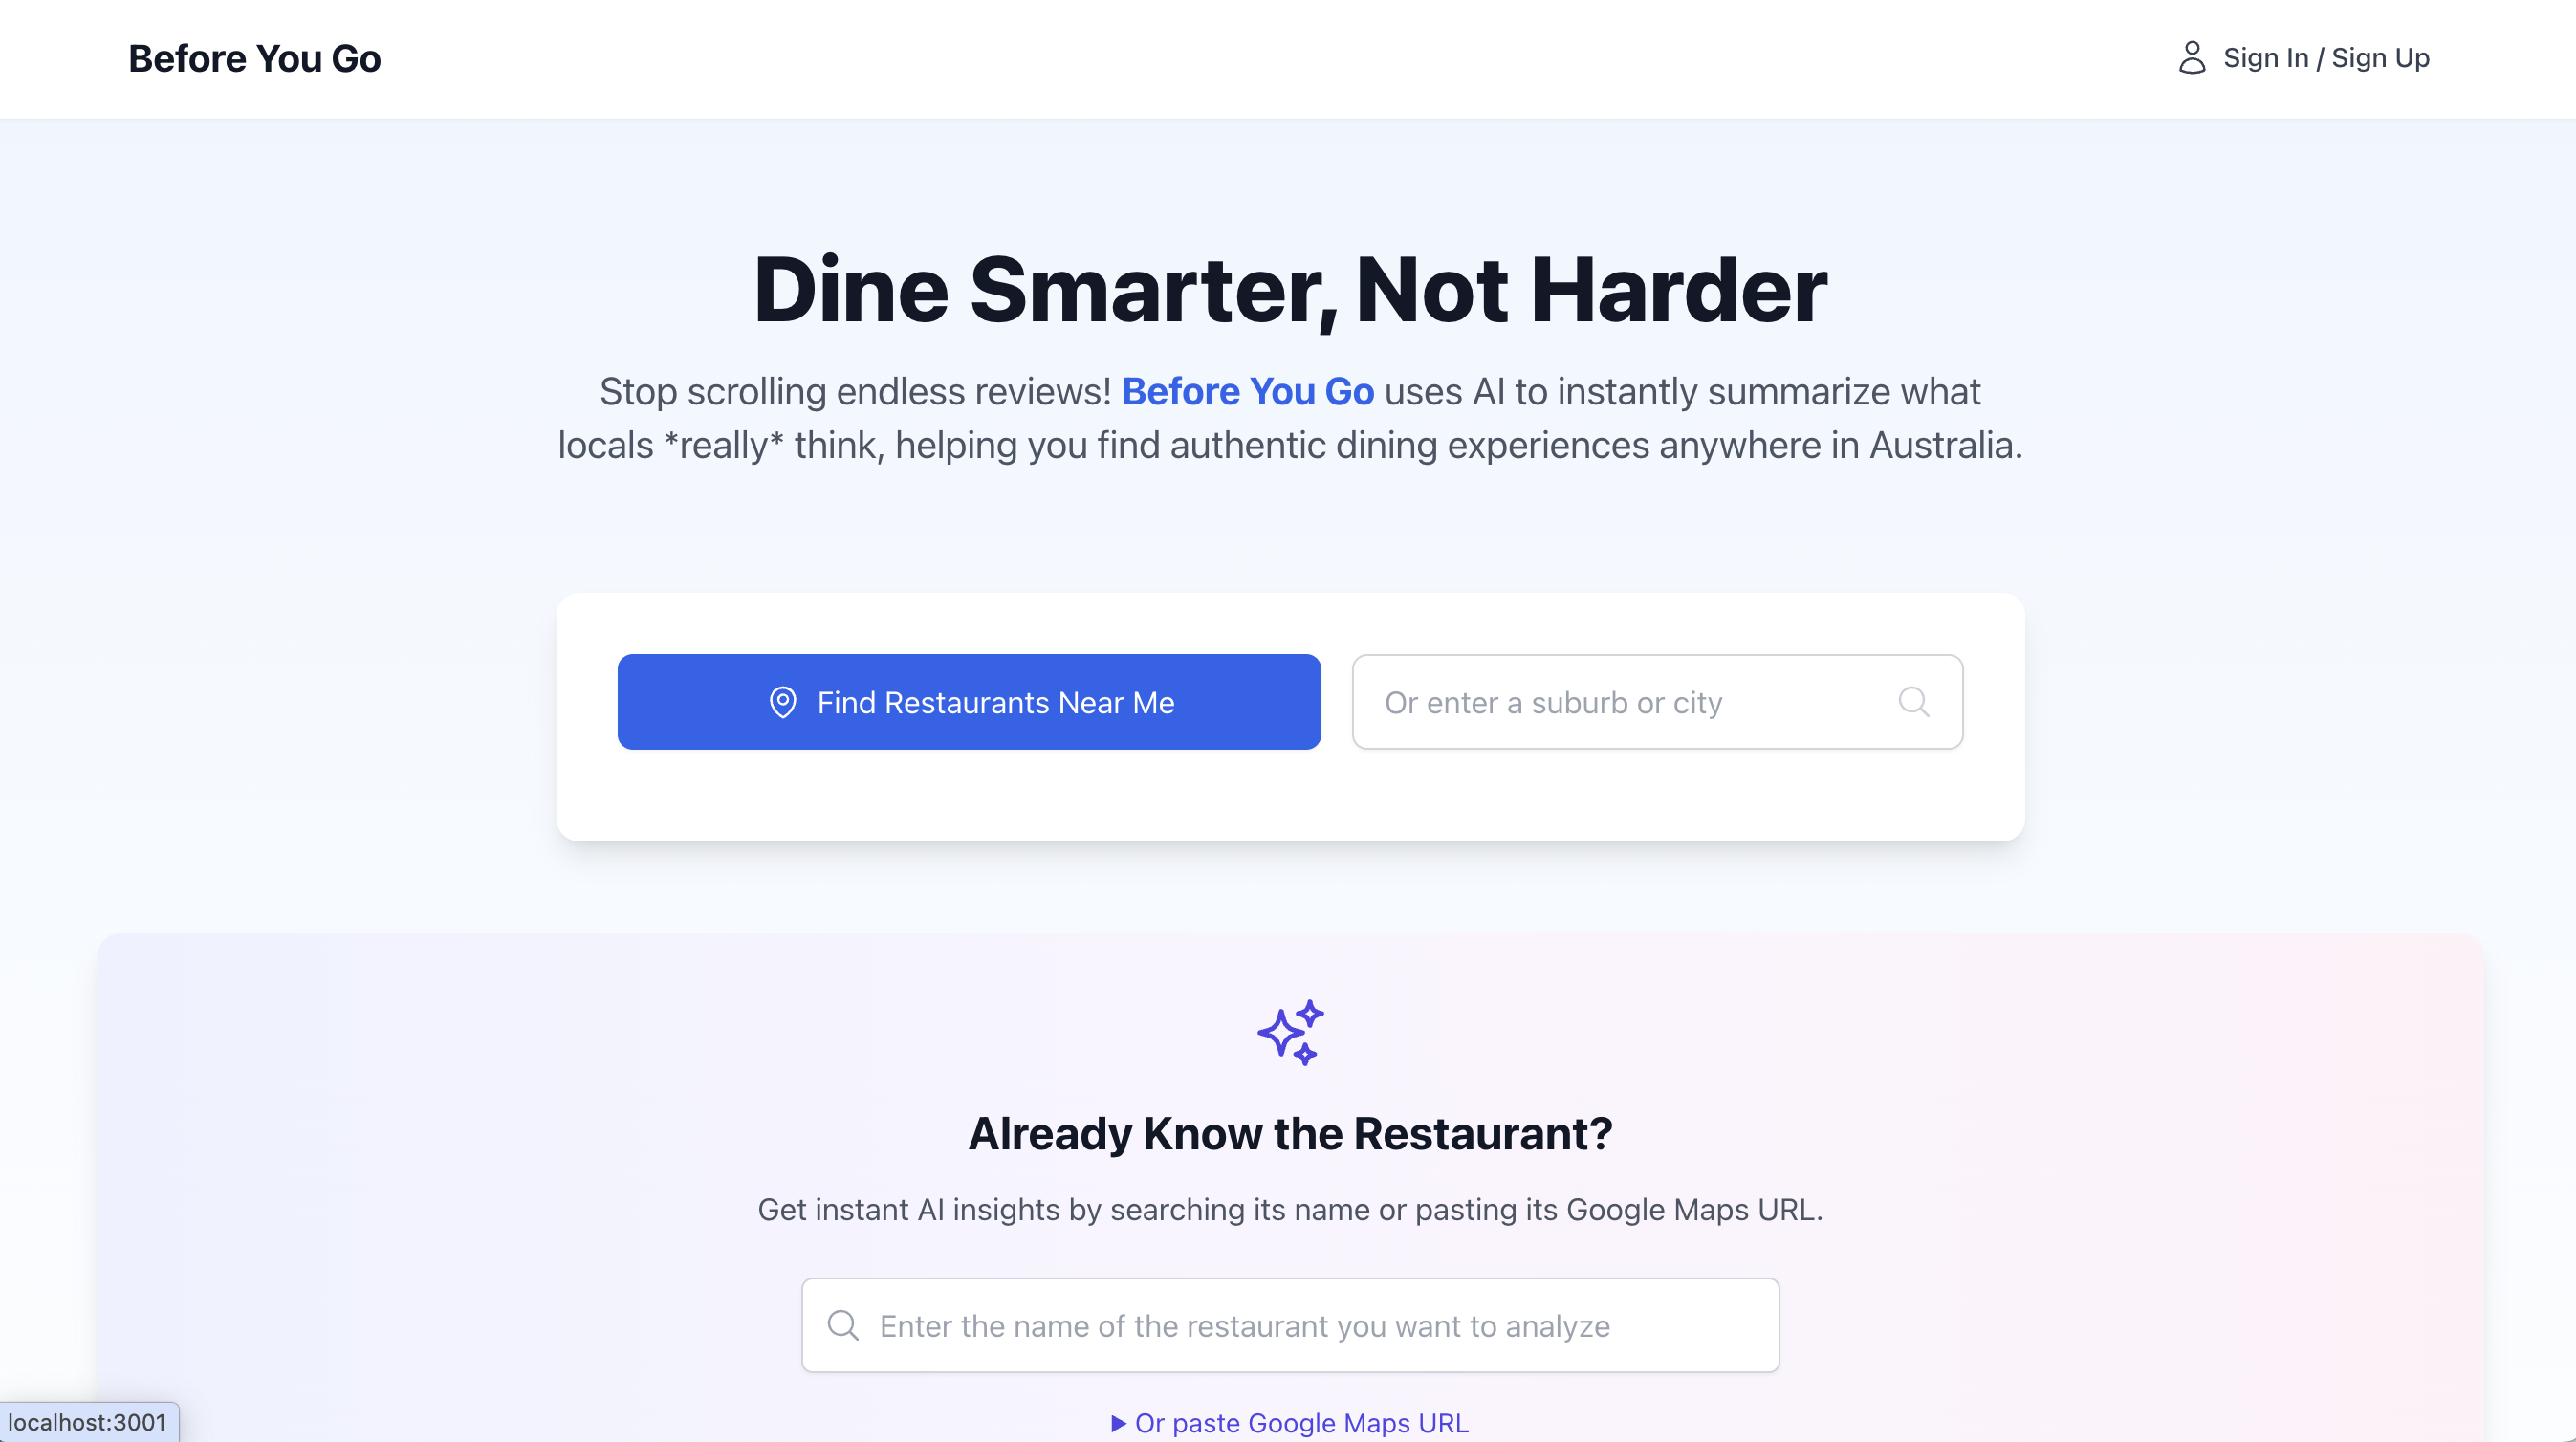 Before You Go
Sign In / Sign Up
Dine Smarter, Not Harder
Stop scrolling endless reviews! Before You Go uses AI to instantly summarize what
locals *really* think, helping you find authentic dining experiences anywhere in Australia.
Find Restaurants Near Me
Or enter a suburb or city
Already Know the Restaurant?
Get instant AI insights by searching its name or pasting its Google Maps URL.
Enter the name of the restaurant you want to analyze
Or paste Google Maps URL
localhost:3001